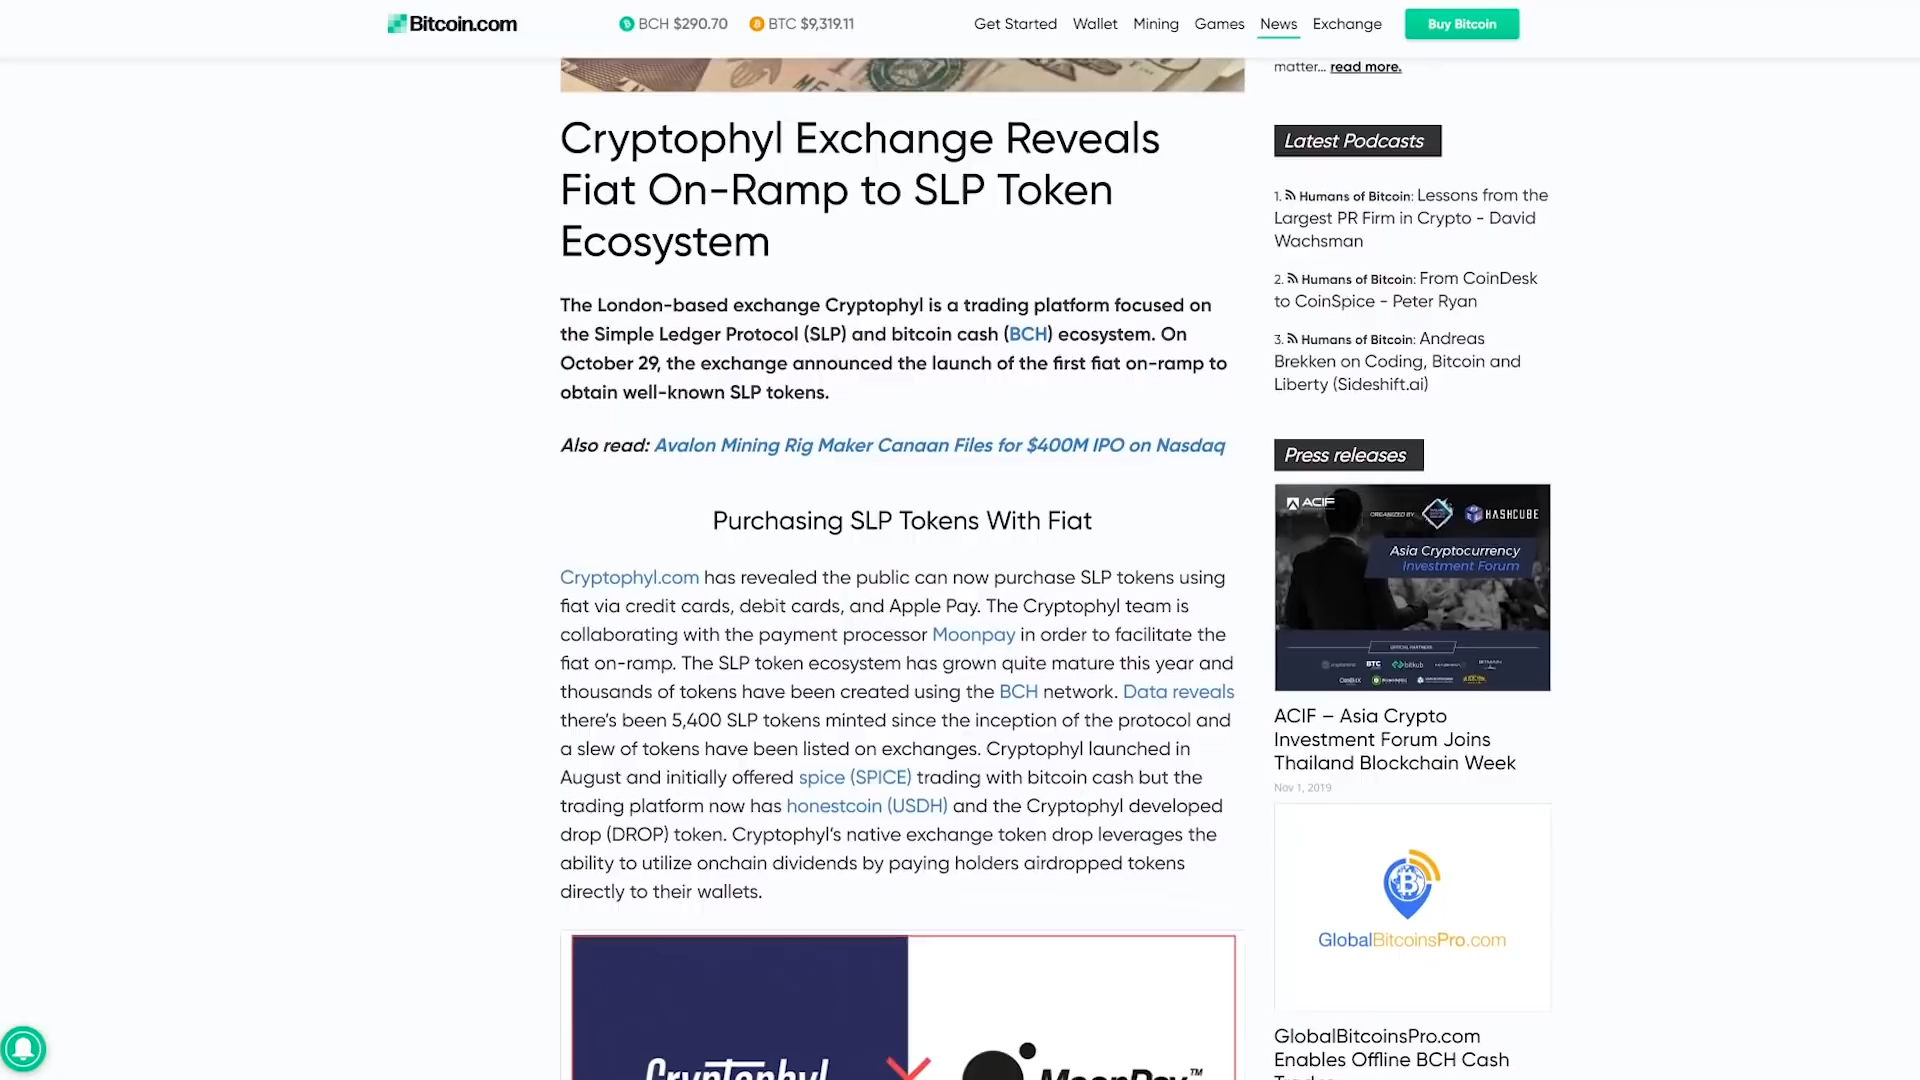 Bitcoin.com
BCH $290.70
BTC $9,319.11
Get Started
Wallet
Mining
Games
News
Exchange
Buy Bitcoin
Cryptophyl Exchange Reveals
Fiat On-Ramp to SLP Token
Ecosystem
The London-based exchange Cryptophyl is a trading platform focused on
the Simple Ledger Protocol (SLP) and bitcoin cash (BCH) ecosystem. On
October 29, the exchange announced the launch of the first fiat on-ramp to
obtain well-known SLP tokens.
Also read: Avalon Mining Rig Maker Canaan Files for $400M IPO on Nasdaq
Purchasing SLP Tokens With Fiat
Cryptophyl.com has revealed the public can now purchase SLP tokens using
fiat via credit cards, debit cards, and Apple Pay. The Cryptophyl team is
collaborating with the payment processor Moonpay in order to facilitate the
fiat on-ramp. The SLP token ecosystem has grown quite mature this year and
thousands of tokens have been created using the BCH network. Data reveals
there’s been 5,400 SLP tokens minted since the inception of the protocol and
a slew of tokens have been listed on exchanges. Cryptophyl launched in
August and initially offered spice (SPICE) trading with bitcoin cash but the
trading platform now has honestcoin (USDH) and the Cryptophyl developed
drop (DROP) token. Cryptophyl’s native exchange token drop leverages the
ability to utilize onchain dividends by paying holders airdropped tokens
directly to their wallets.
Cryptophyl
MoonPay™
matter... read more.
Latest Podcasts
1. Humans of Bitcoin: Lessons from the
Largest PR Firm in Crypto - David
Wachsman
2. Humans of Bitcoin: From CoinDesk
to CoinSpice - Peter Ryan
3. Humans of Bitcoin: Andreas
Brekken on Coding, Bitcoin and
Liberty (Sideshift.ai)
Press releases
ACIF
ORGANIZED BY
HASHCUBE
Asia Cryptocurrency
Investment Forum
BTC
bitkub
BITMAIN
ACIF – Asia Crypto
Investment Forum Joins
Thailand Blockchain Week
Nov 1, 2019
GlobalBitcoinsPro.com
GlobalBitcoinsPro.com
Enables Offline BCH Cash
Trades